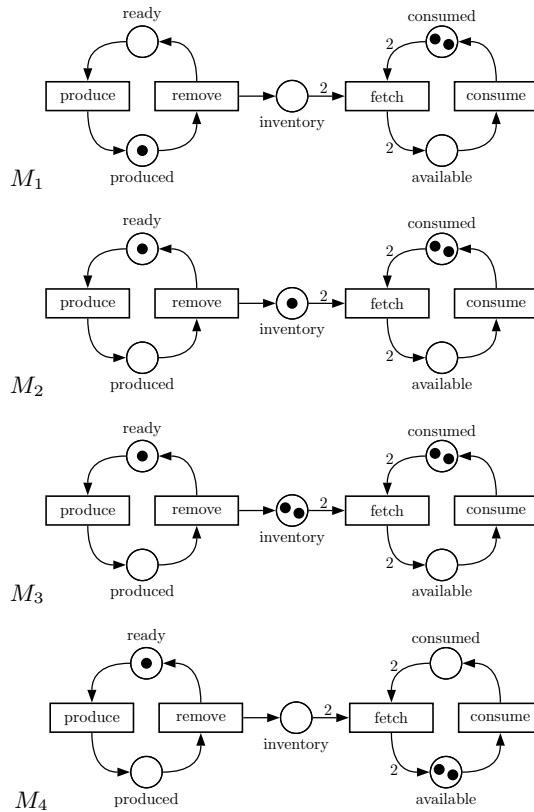 ready consumed
2
produce remove 2 fetch consume
inventory
2
produced available
M1
ready consumed
2
produce remove 2 fetch consume
inventory
2
produced available
M2
ready consumed
2
produce remove 2 fetch consume
inventory
2
produced available
M3
ready consumed
2
produce remove 2 fetch consume
inventory
2
produced available
M4